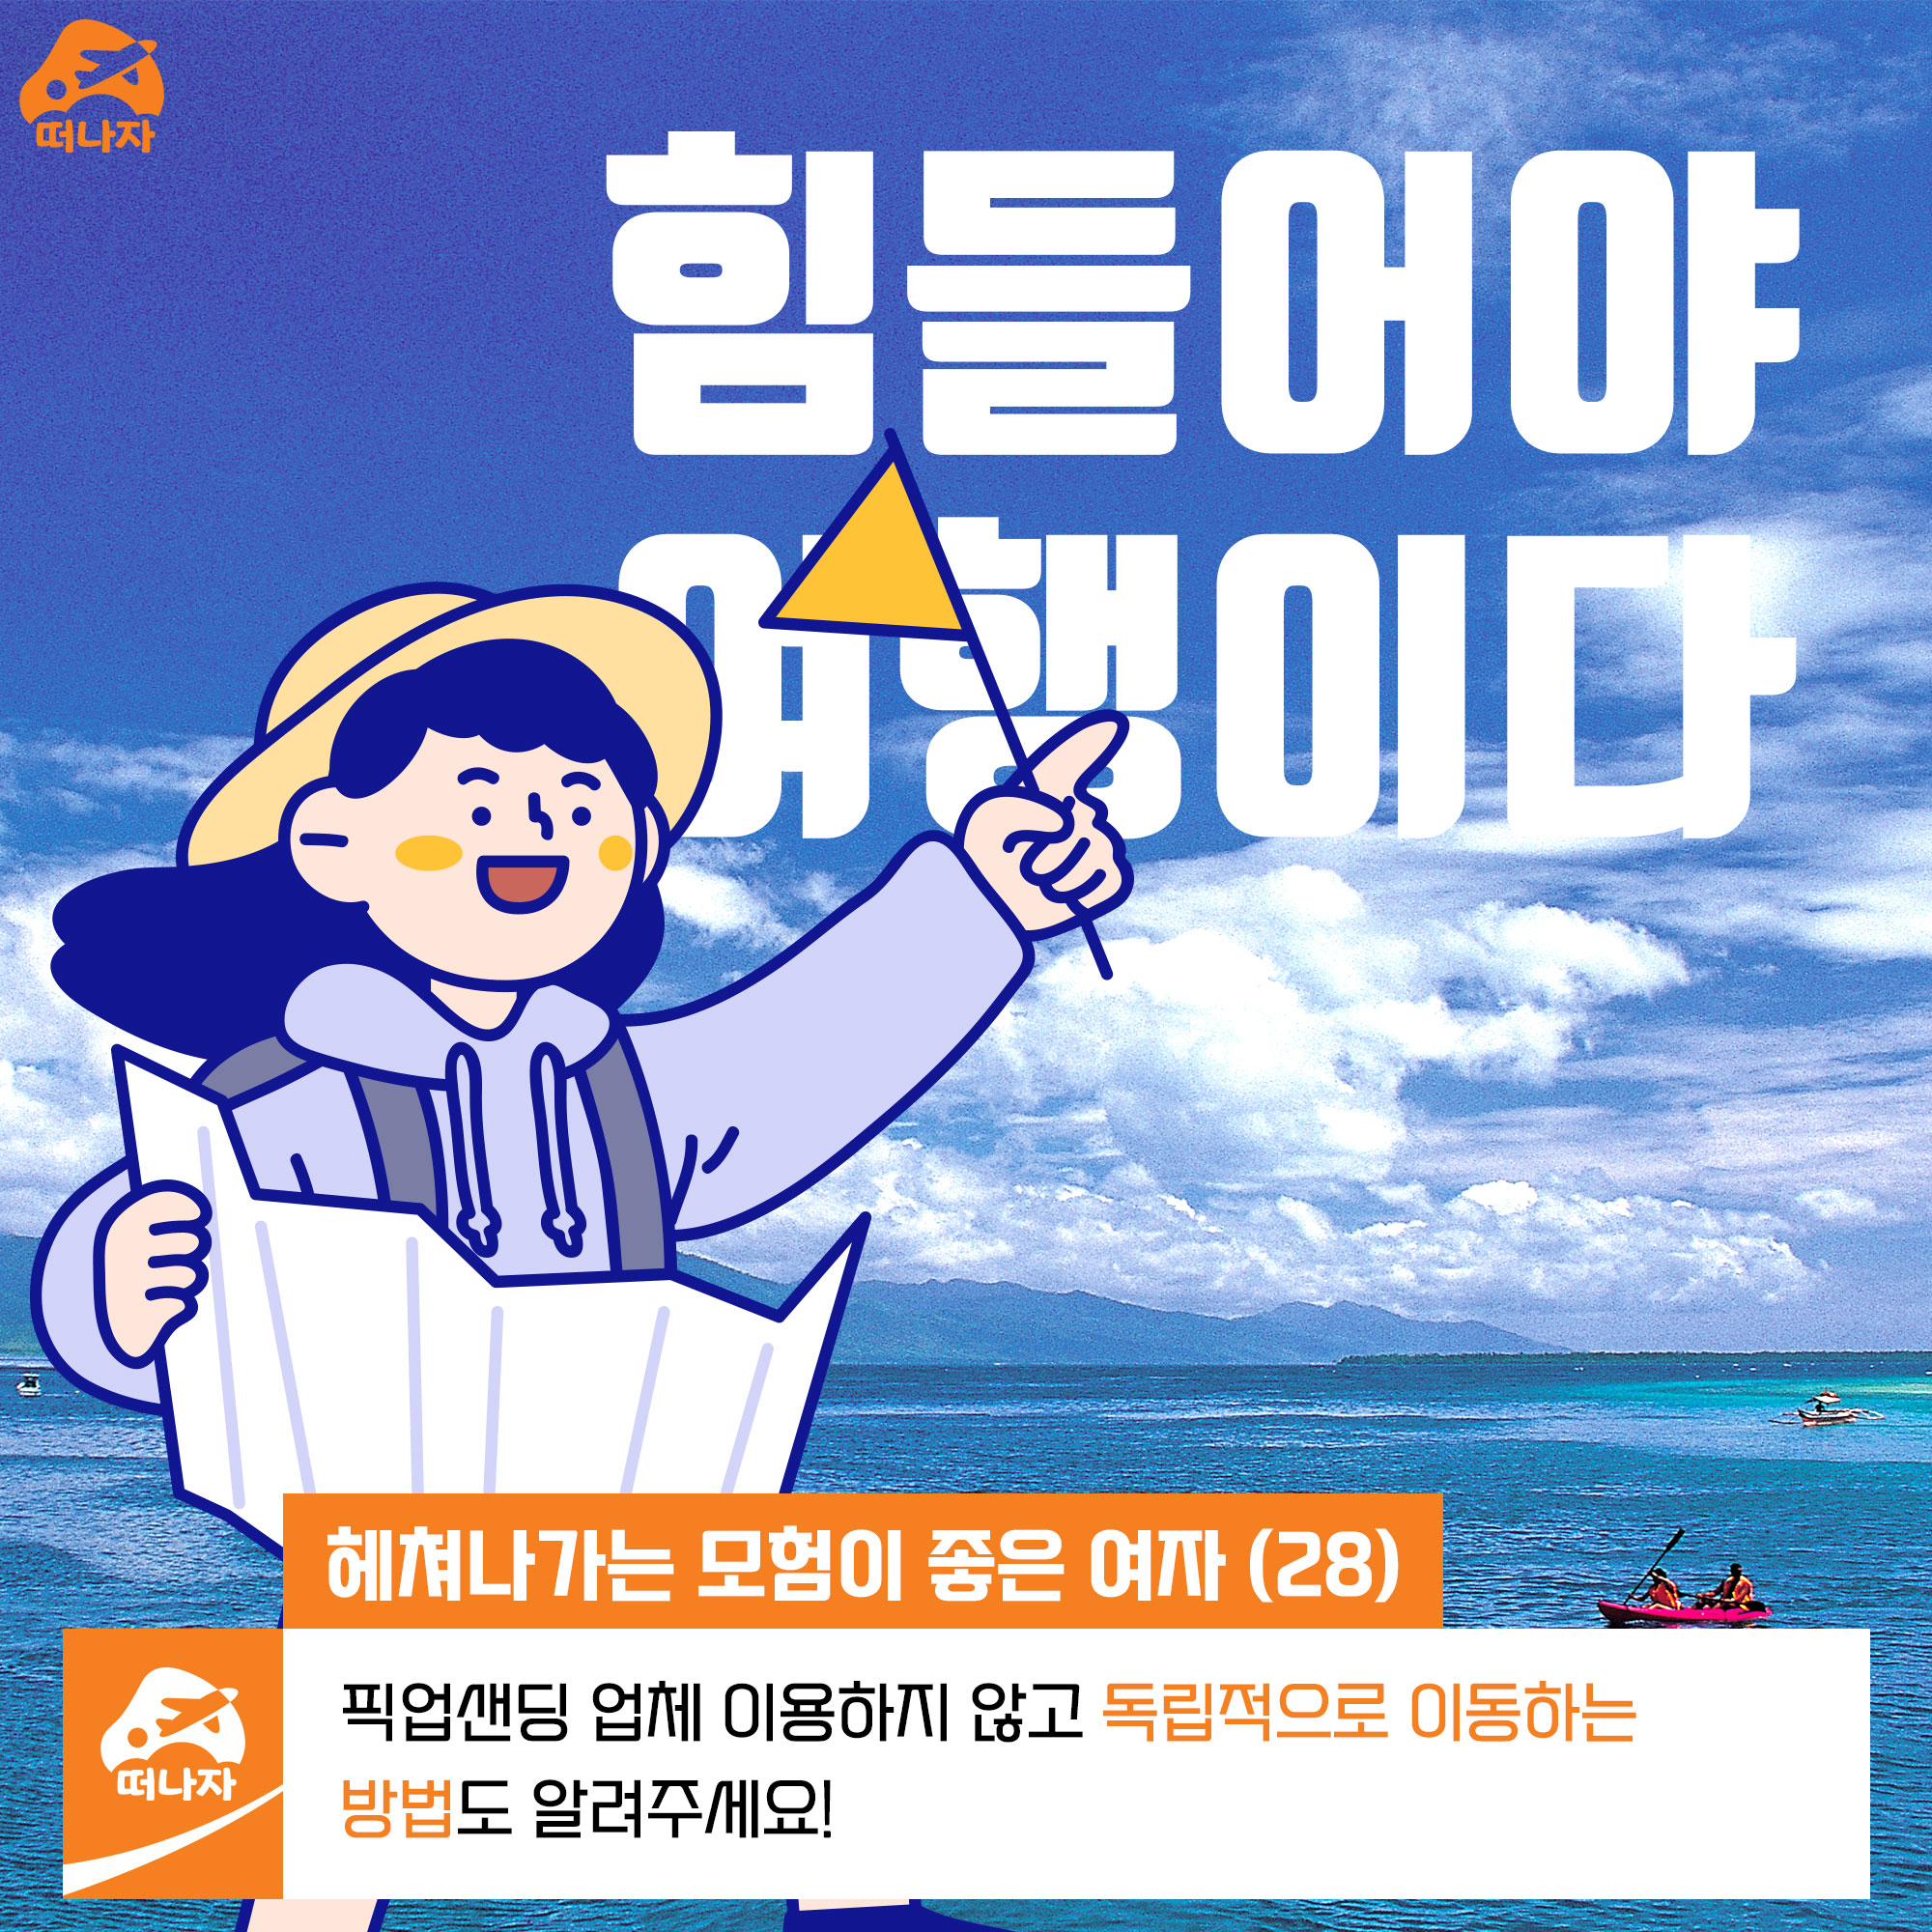 떠나자
힘들어야
여행이다
헤쳐나가는 모험이 좋은 여자 (28)
픽업샌딩 업체 이용하지 않고 독립적으로 이동하는
방법도 알려주세요!
떠나자